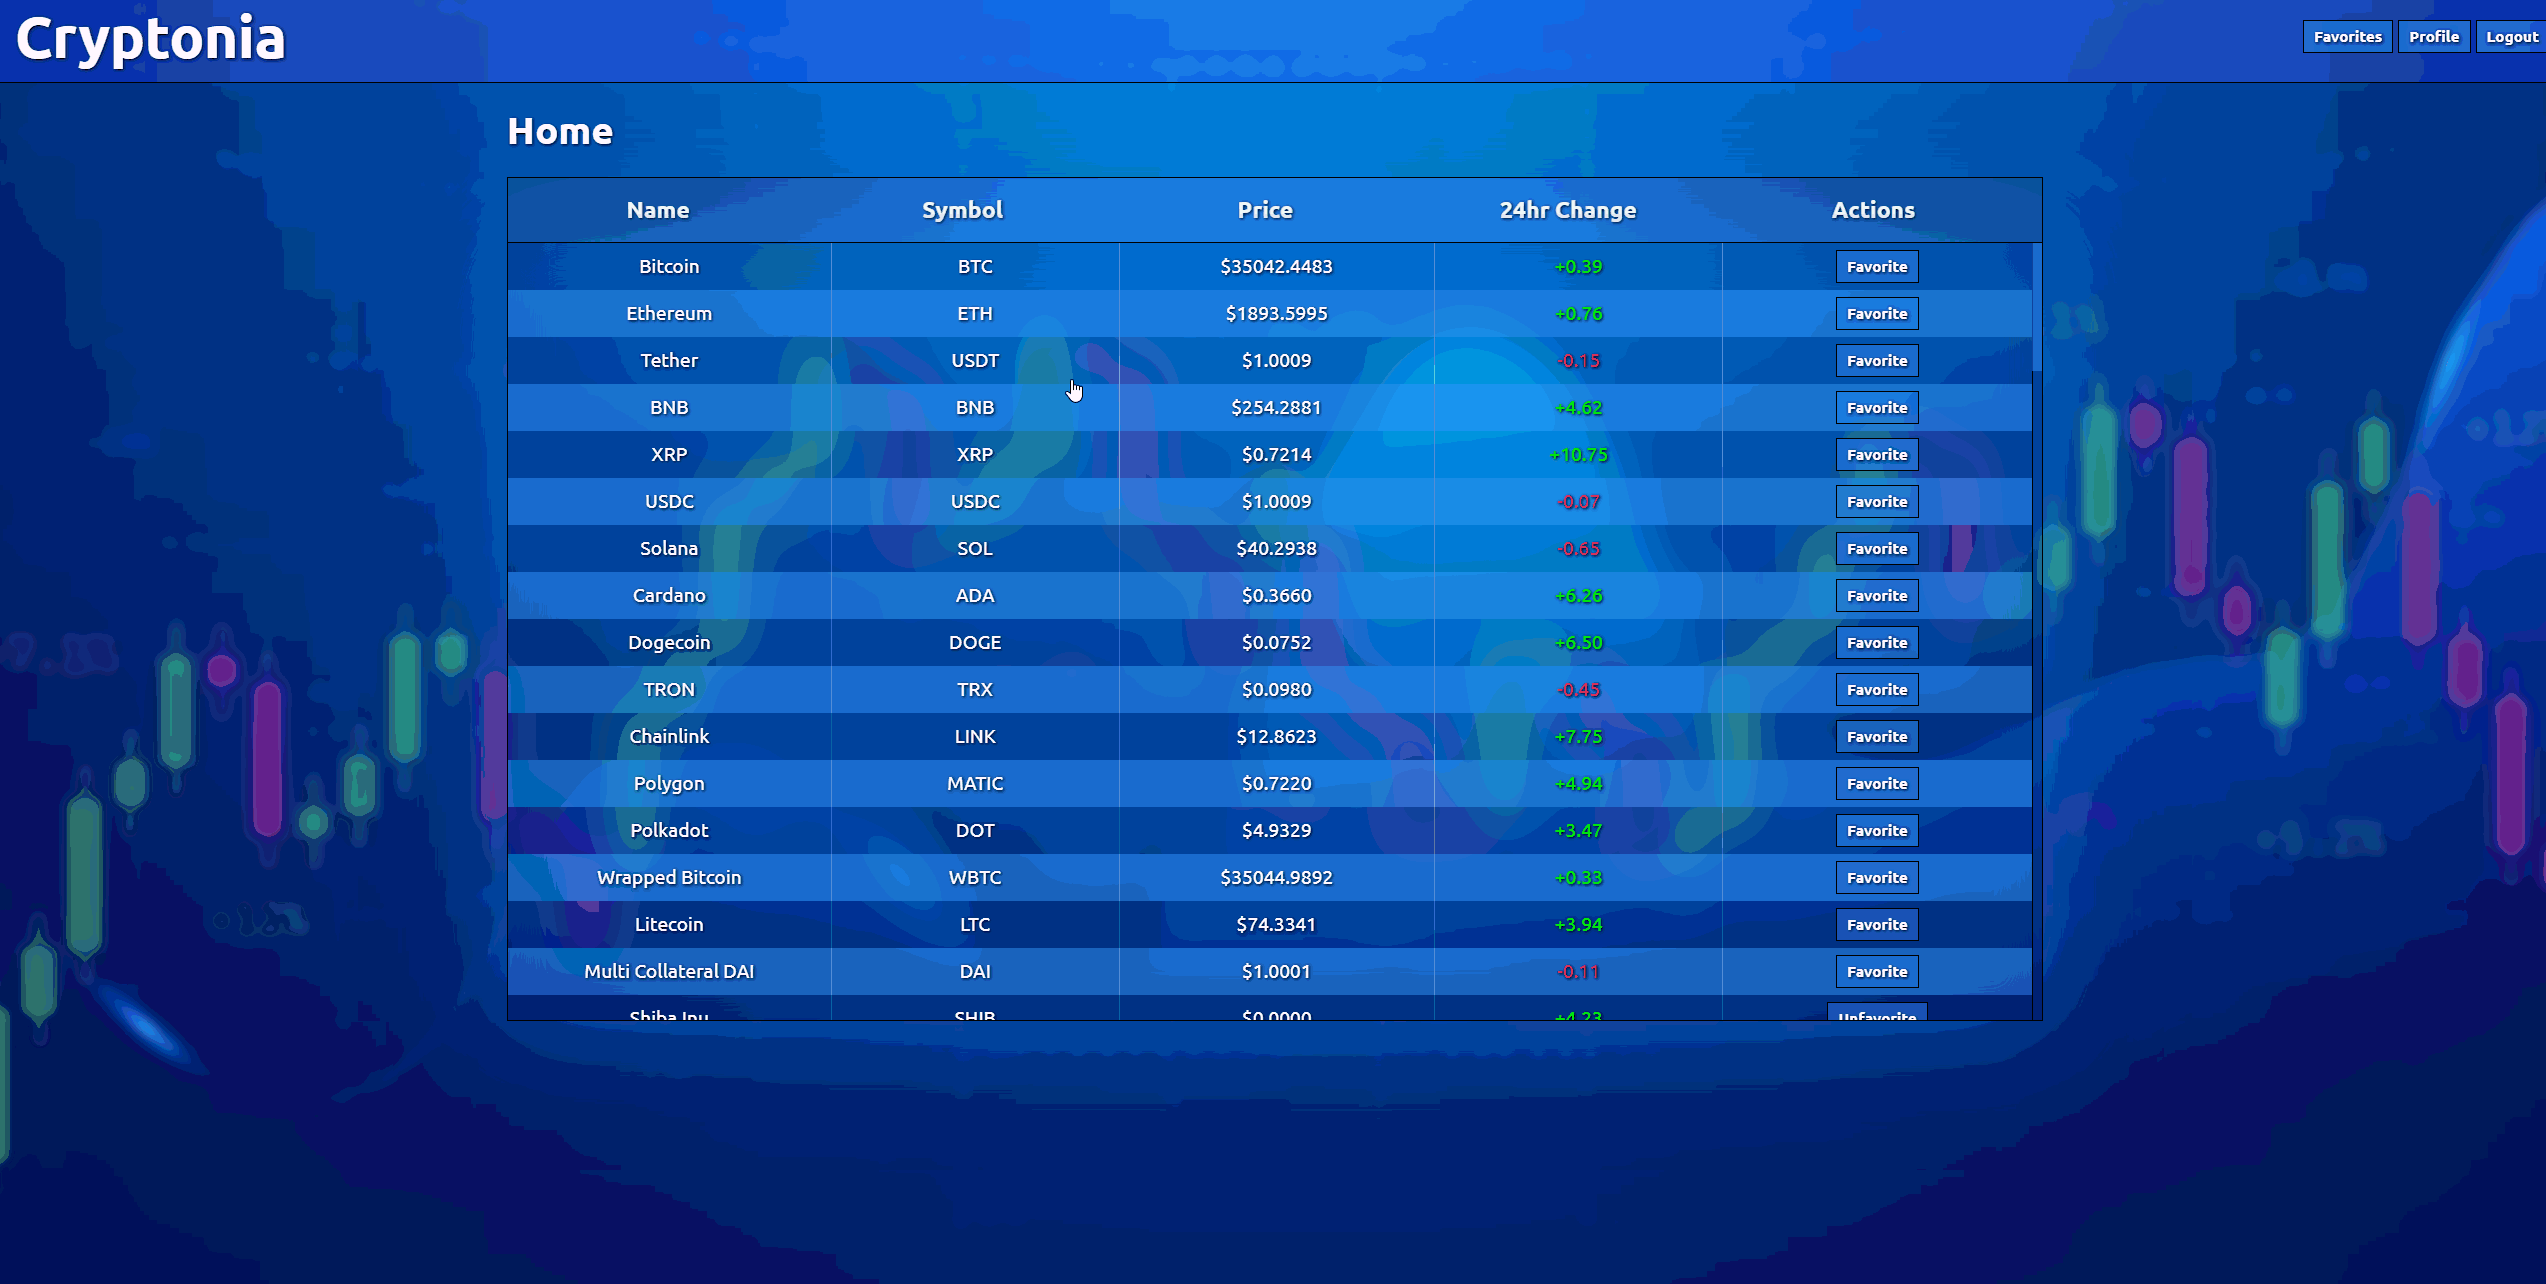 Cryptonia Favorites Profile Logout
Home
Name Symbol Price 24hr Change Actions
Bitcoin BTC $35042.4483 +0.39 Favorite
Ethereum ETH $1893.5995 +0.76 Favorite
Tether USDT $1.0009 -0.15 Favorite
BNB BNB $254.2881 +4.62 Favorite
XRP XRP $0.7214 +10.75 Favorite
USDC USDC $1.0009 -0.07 Favorite
Solana SOL $40.2938 -0.65 Favorite
Cardano ADA $0.3660 +6.26 Favorite
Dogecoin DOGE $0.0752 +6.50 Favorite
TRON TRX $0.0980 -0.45 Favorite
Chainlink LINK $12.8623 +7.75 Favorite
Polygon MATIC $0.7220 +4.94 Favorite
Polkadot DOT $4.9329 +3.47 Favorite
Wrapped Bitcoin WBTC $35044.9892 +0.33 Favorite
Litecoin LTC $74.3341 +3.94 Favorite
Multi Collateral DAI DAI $1.0001 -0.11 Favorite
Shiba Inu SHIB $0.0000 +4.23 Unfavorite